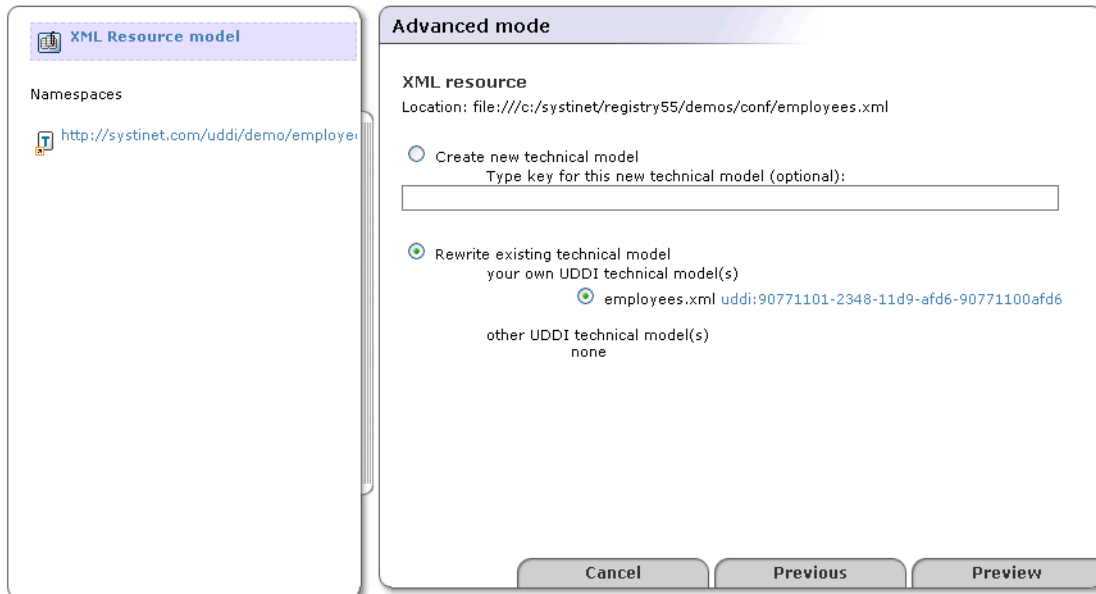 XML Resource model
Namespaces
http://systinet.com/uddi/demo/employe
Advanced mode
XML resource
Location: file:///c:/systinet/registry55/demos/conf/employees.xml
Create new technical model
Type key for this new technical model (optional):
Rewrite existing technical model
your own UDDI technical model(s)
employees.xml uddi:90771101-2348-11d9-afd6-90771100afd6
other UDDI technical model(s)
none
Cancel
Previous
Preview